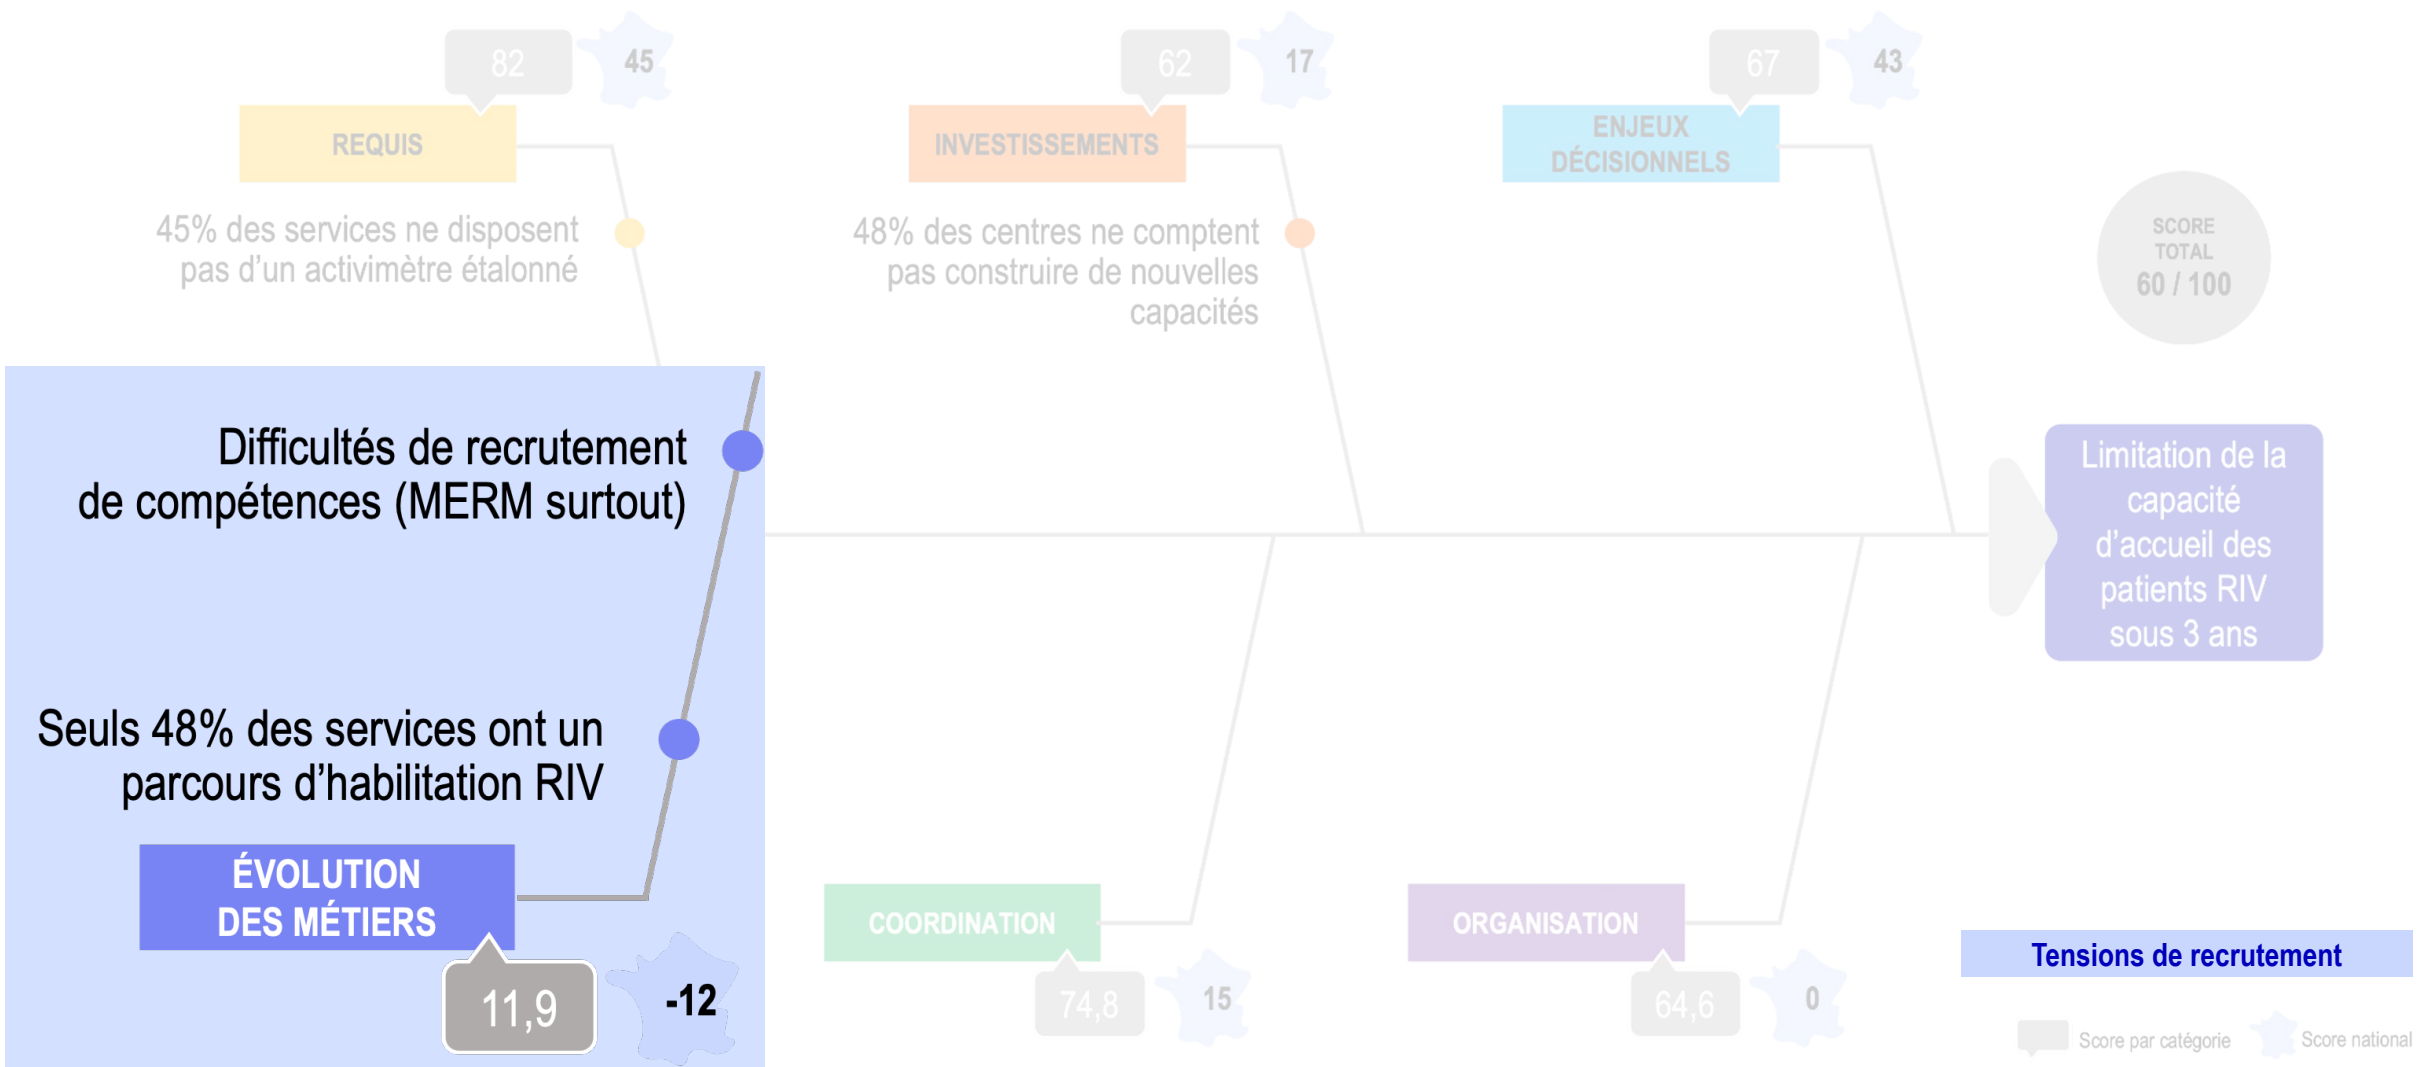 82
45
62
17
67
43
REQUIS
INVESTISSEMENTS
ENJEUX
DÉCISIONNELS
45% des services ne disposent
pas d'un activimètre étalonné
48% des centres ne comptent
pas construire de nouvelles
capacités
SCORE
TOTAL
60 / 100
Difficultés de recrutement
de compétences (MERM surtout)
Limitation de la
capacité
d'accueil des
patients RIV
sous 3 ans
Seuls 48% des services ont un
parcours d'habilitation RIV
ÉVOLUTION
DES MÉTIERS
11,9
-12
COORDINATION
74,8
15
ORGANISATION
64,6
0
Tensions de recrutement
Score par catégorie
Score national